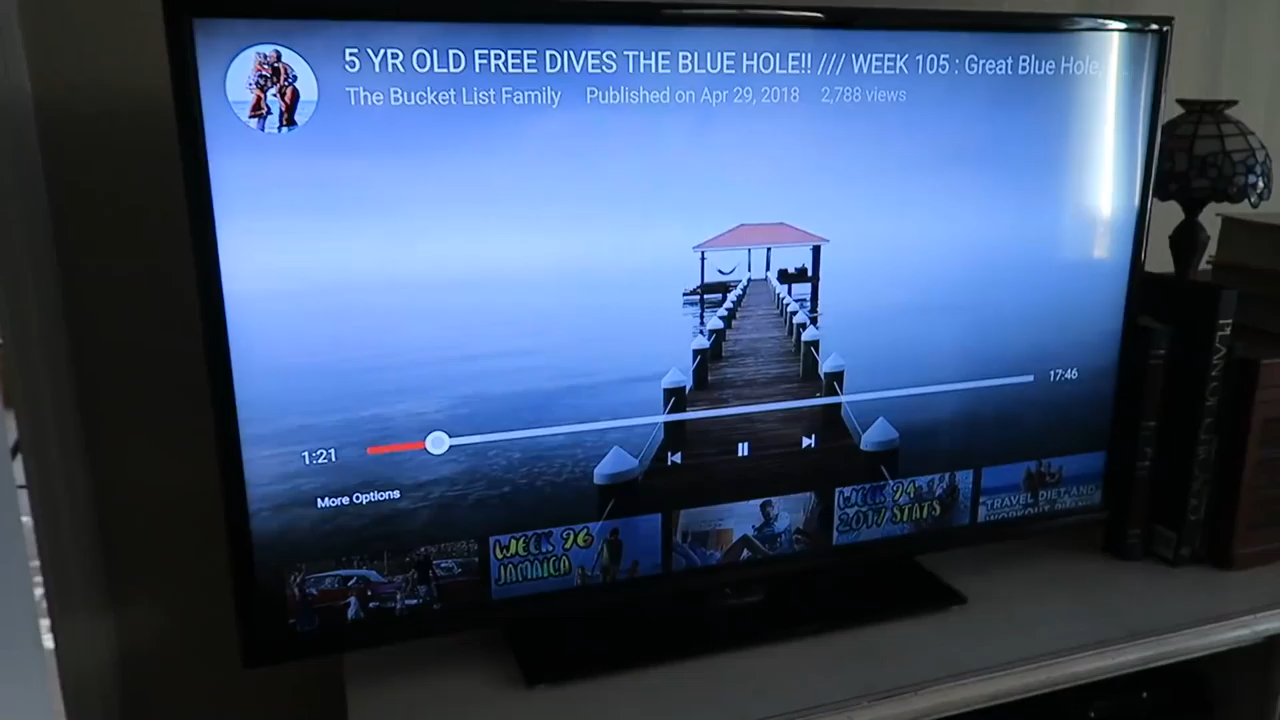 5 YR OLD FREE DIVES THE BLUE HOLE!! /// WEEK 105 : Great Blue Hole, ...
The Bucket List Family Published on Apr 29, 2018 2,788 views
17:46
1:21
More Options
WEEK 96
JAMAICA
WEEK 94
2017 STATS
TRAVEL DIET AND
WORKOUT PLANS
PLAN OF